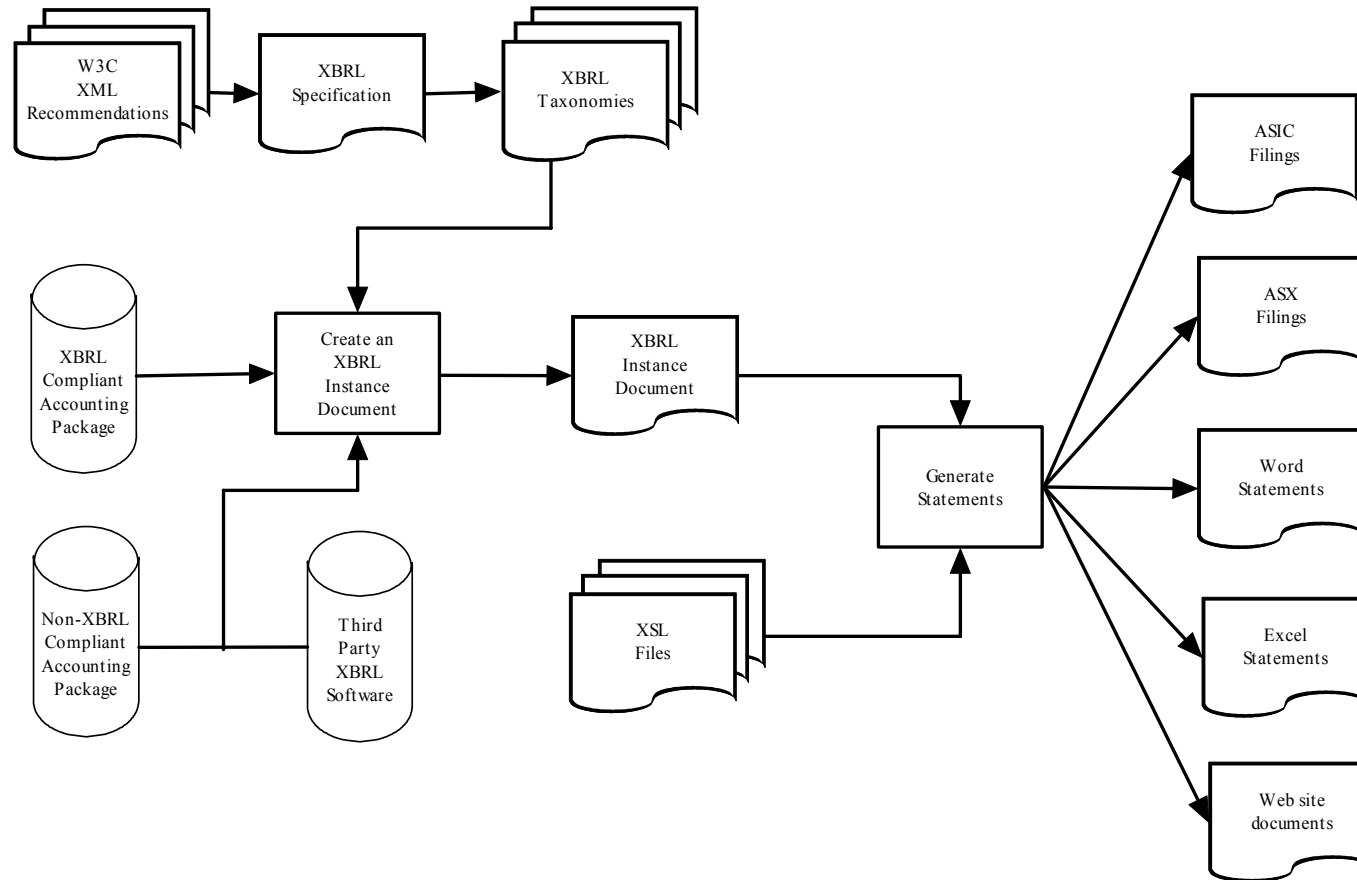 W3C
XML
Recommendations
XBRL
Specification
XBRL
Taxonomies
ASIC
Filings
XBRL
Compliant
Accounting
Package
Create an
XBRL
Instance
Document
XBRL
Instance
Document
ASX
Filings
Generate
Statements
Word
Statements
Non-XBRL
Compliant
Accounting
Package
Third
Party
XBRL
Software
XSL
Files
Excel
Statements
Web site
documents